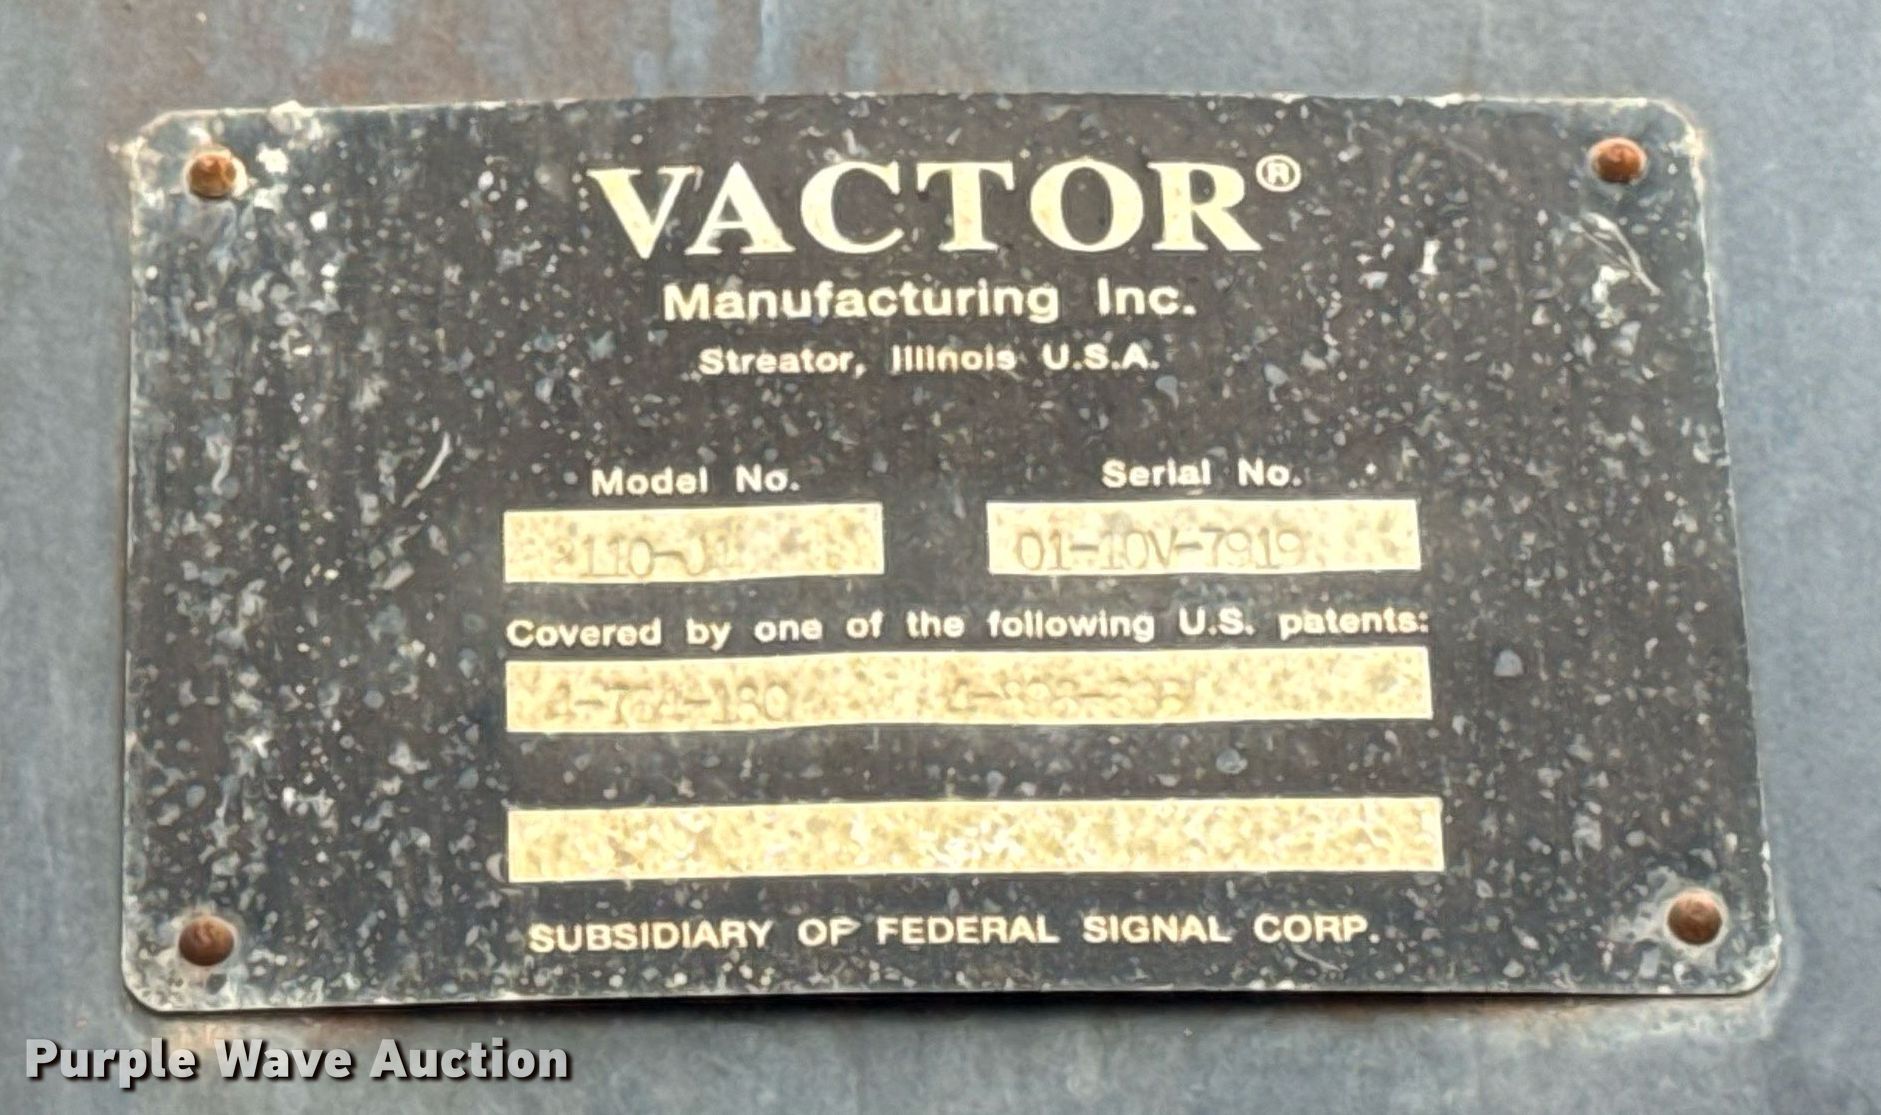 VACTOR®
Manufacturing Inc.
Streator, Illinois U.S.A.
Model No. Serial No.
01-10V-7919
Covered by one of the following U.S. patents:
SUBSIDIARY OF FEDERAL SIGNAL CORP.
Purple Wave Auction